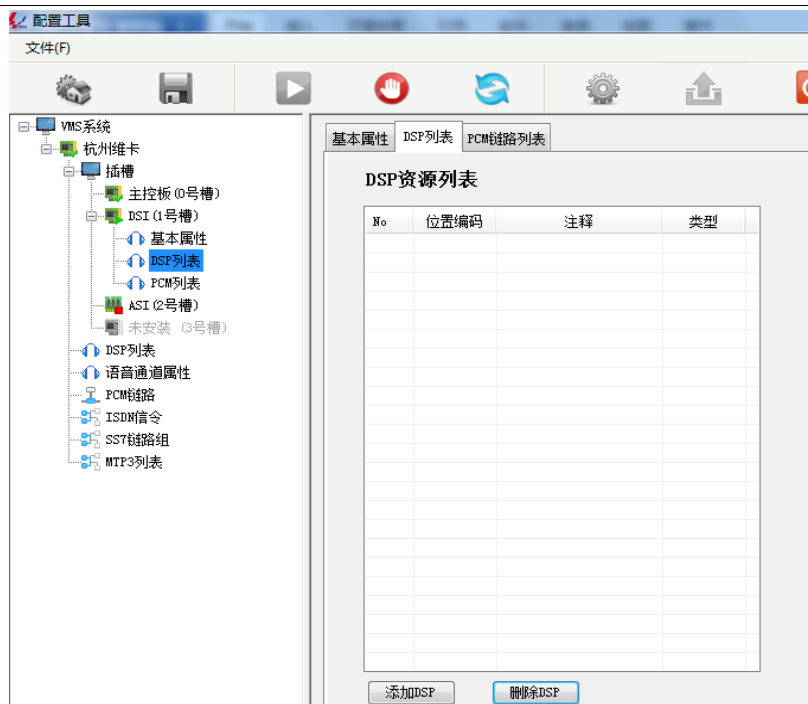 配置工具
文件(F)
VMS系统
杭州维卡
插槽
主控板(0号槽)
DSI(1号槽)
基本属性
DSP列表
PCM列表
ASI(2号槽)
未安装 (3号槽)
DSP列表
语音通道属性
PCM链路
ISDN信令
SS7链路组
MTP3列表
基本属性 DSP列表 PCM链路列表
DSP资源列表
No 位置编码 注释 类型
添加DSP 删除DSP